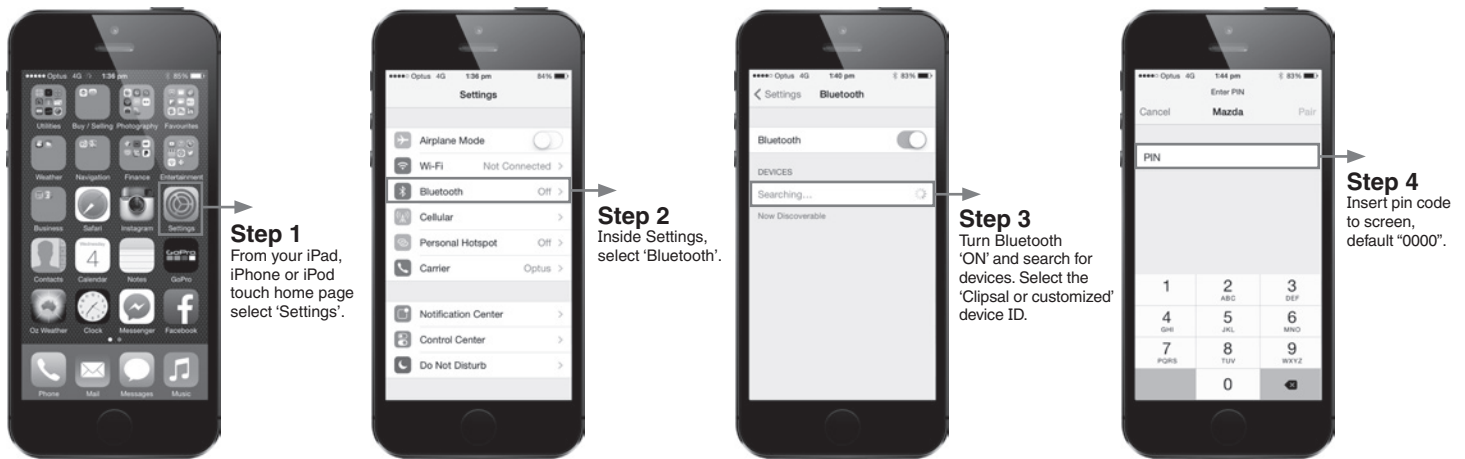 Optus 4G 1:36 pm 85%
Utilities Buy / Selling Photography Favourites
Weather Navigation Finance Entertainment
Business Safari Instagram Settings
Wednesday
4
GoPro
Contacts Calendar Notes GoPro
Oz Weather Clock Messenger Facebook
Phone Mail Messages Music
Step 1
From your iPad,
iPhone or iPod
touch home page
select ‘Settings’.
Optus 4G 1:36 pm 84%
Settings
Airplane Mode
Wi-Fi Not Connected >
Bluetooth Off >
Cellular >
Personal Hotspot Off >
Carrier Optus >
Notification Center >
Control Center >
Do Not Disturb >
Step 2
Inside Settings,
select ‘Bluetooth’.
Optus 4G 1:40 pm 83%
< Settings Bluetooth
Bluetooth
DEVICES
Searching...
Now Discoverable
Step 3
Turn Bluetooth
‘ON’ and search for
devices. Select the
‘Clipsal or customized’
device ID.
Optus 4G 1:44 pm 83%
Enter PIN
Cancel Mazda Pair
PIN
1 2 3
ABC DEF
4 5 6
GHI JKL MNO
7 8 9
PQRS TUV WXYZ
0
Step 4
Insert pin code
to screen,
default “0000”.